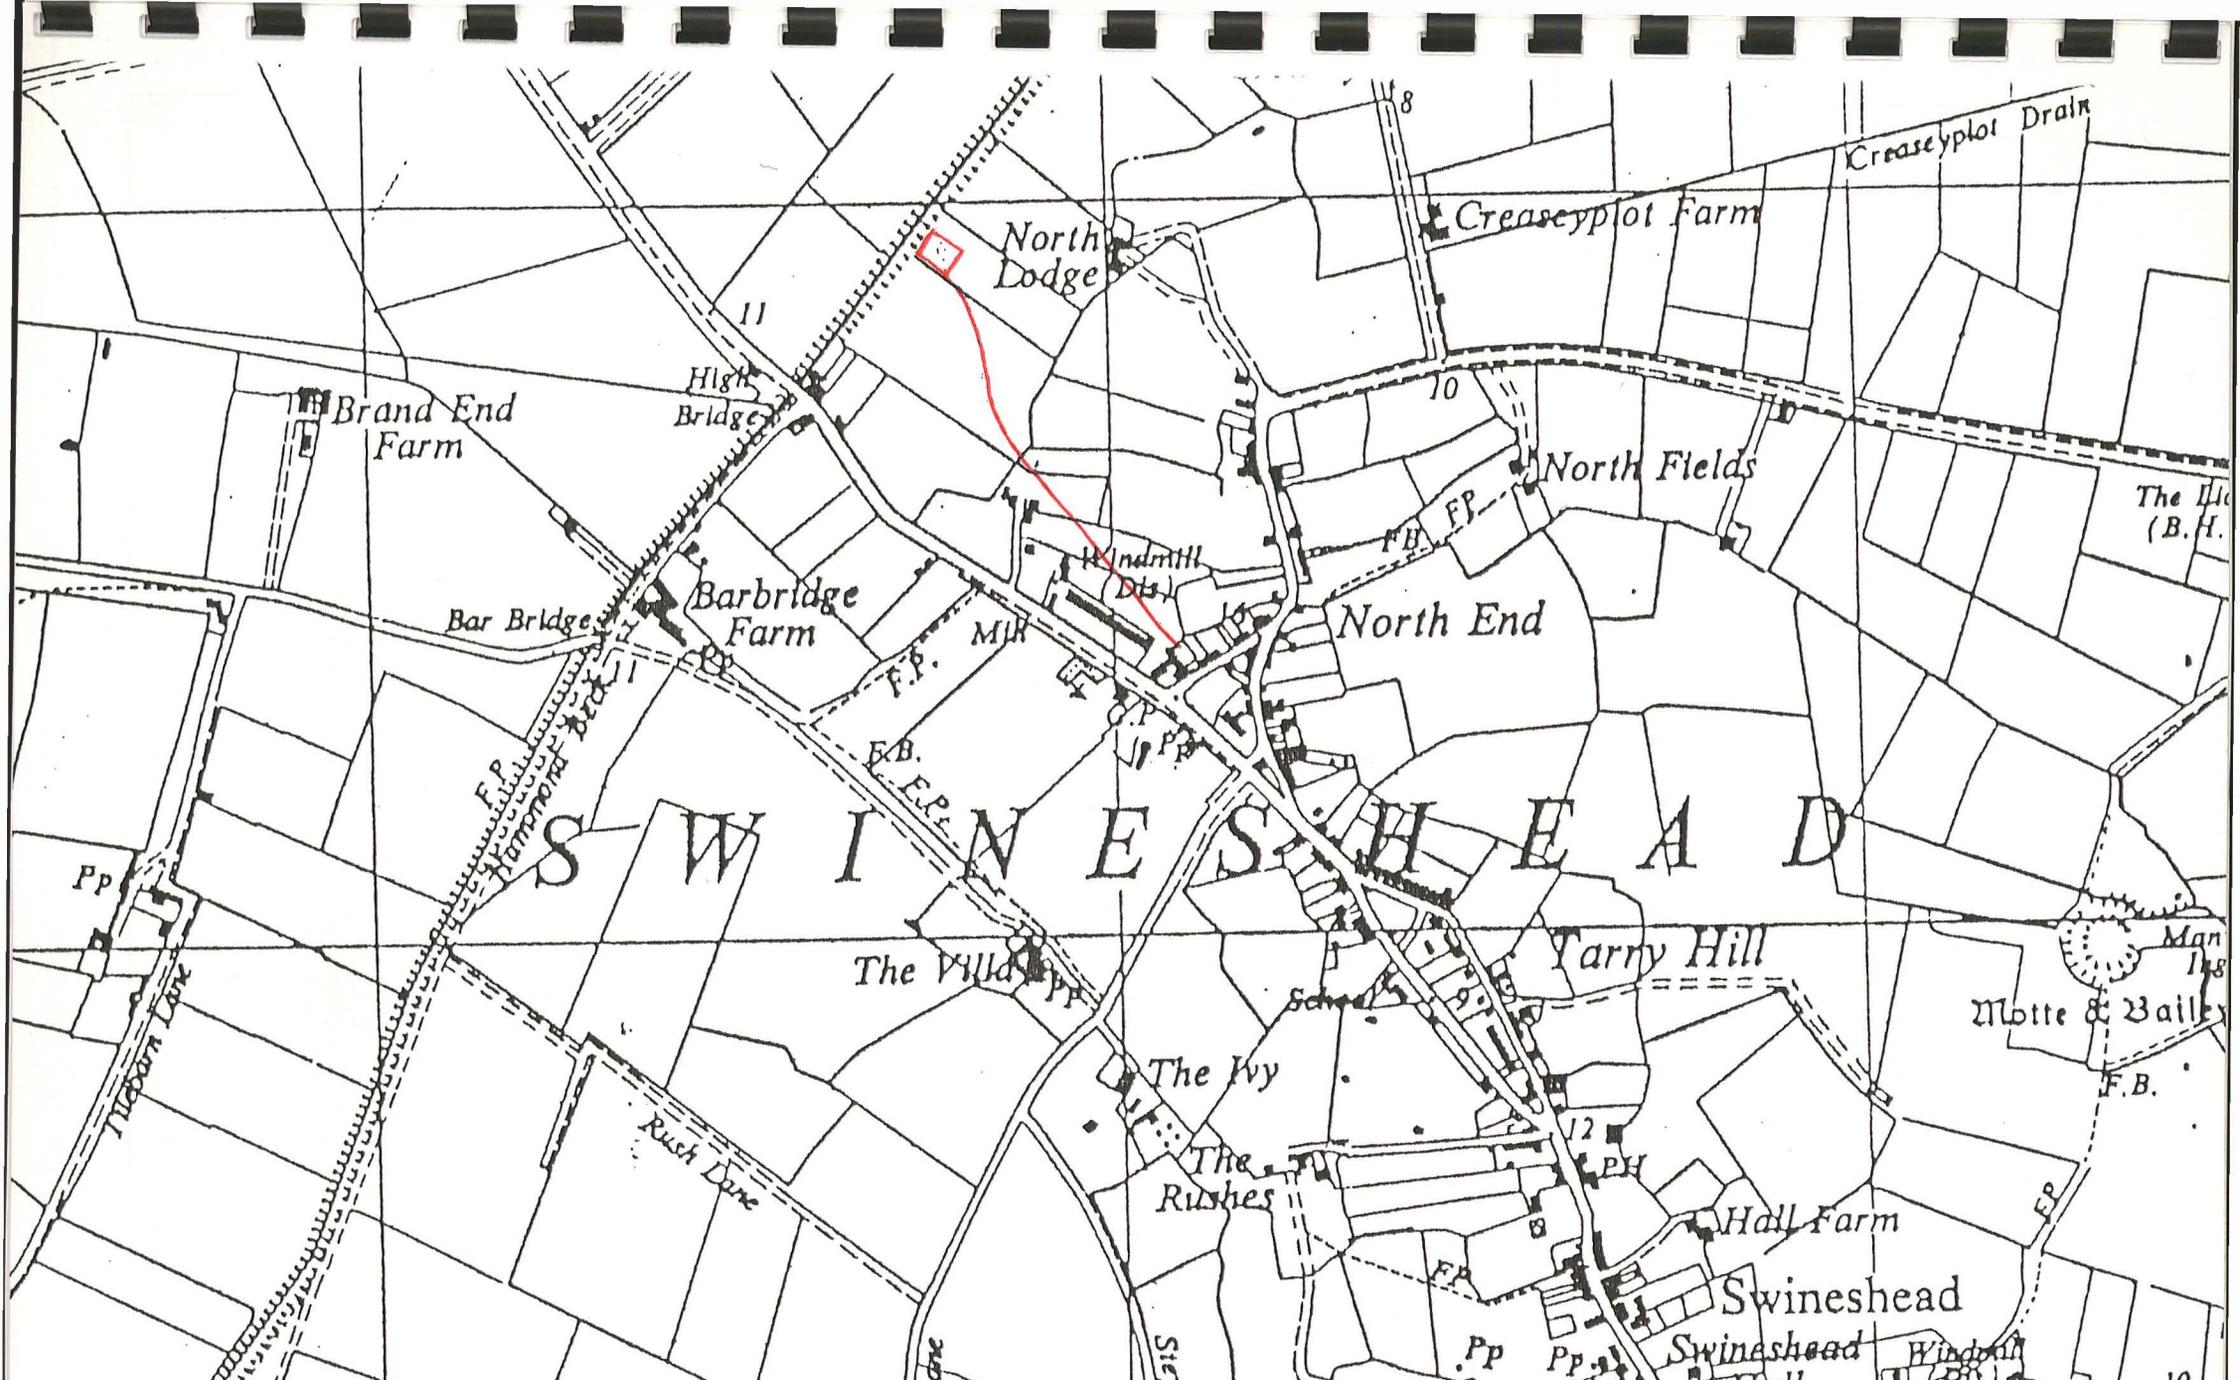 8
Creaseyplot Drain
Creaseyplot Farm
North
Lodge
11
High
Bridge
10
Brand End
Farm
North Fields
The
(B.H.
FP
FB
Windmill
(Dis)
Barbridge
Farm
Bar Bridge
Mill
North End
F.P.
11
Pp
F.B.
F.P.
F.P.
Hammond Beck
SWINESHEAD
Pp
The Villa
Pp
Tarry Hill
School
9
Man
Motte & Bailey
F.B.
The Ivy
Rush Lane
12
PH
The
Rushes
Hall Farm
FP
FP
Swineshead
Pp
Pp
Swineshead